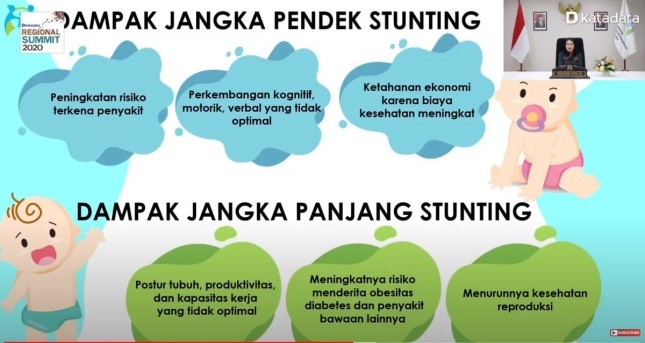 DAMPAK JANGKA PENDEK STUNTING
Dkatadata
REGIONAL
SUMMIT
2020
katadata
Peningkatan risiko
terkena penyakit
Perkembangan kognitif,
motorik, verbal yang tidak
optimal
Ketahanan ekonomi
karena biaya
kesehatan meningkat
DAMPAK JANGKA PANJANG STUNTING
Postur tubuh, produktivitas,
dan kapasitas kerja
yang tidak optimal
Meningkatnya risiko
menderita obesitas
diabetes dan penyakit
bawaan lainnya
Menurunnya kesehatan
reproduksi
SUBSCRIBE